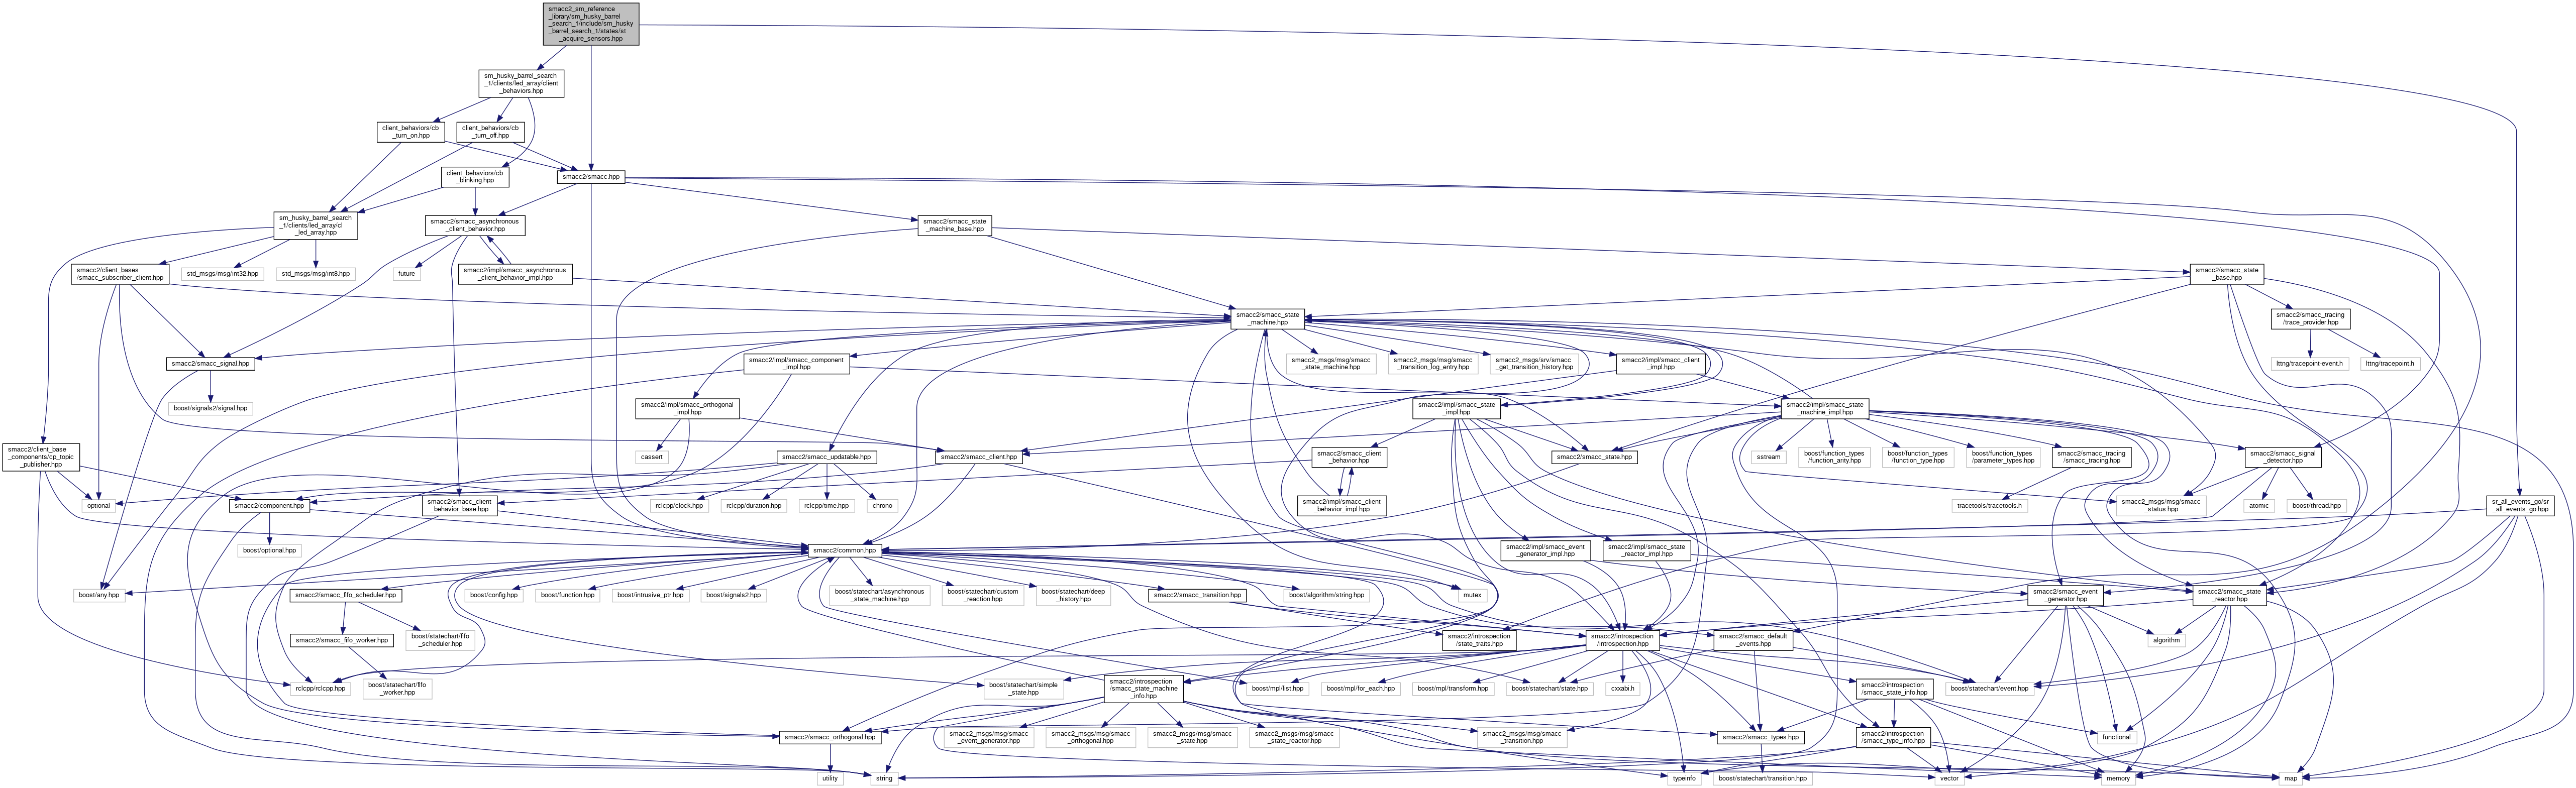 smacc2_sm_reference
_library/sm_husky_barrel
_search_1/include/sm_husky
_barrel_search_1/states/st
_acquire_sensors.hpp
sm_husky_barrel_search
_1/clients/led_array/client
_behaviors.hpp
client_behaviors/cb
_turn_on.hpp
client_behaviors/cb
_turn_off.hpp
client_behaviors/cb
_blinking.hpp
smacc2/smacc.hpp
sm_husky_barrel_search
_1/clients/led_array/cl
_led_array.hpp
smacc2/smacc_asynchronous
_client_behavior.hpp
smacc2/smacc_state
_machine_base.hpp
smacc2/client_bases
/smacc_subscriber_client.hpp
std_msgs/msg/int32.hpp
std_msgs/msg/int8.hpp
future
smacc2/impl/smacc_asynchronous
_client_behavior_impl.hpp
smacc2/smacc_state
_base.hpp
smacc2/smacc_state
_machine.hpp
smacc2/smacc_tracing
/trace_provider.hpp
smacc2/smacc_signal.hpp
smacc2/impl/smacc_component
_impl.hpp
smacc2_msgs/msg/smacc
_state_machine.hpp
smacc2_msgs/msg/smacc
_transition_log_entry.hpp
smacc2_msgs/srv/smacc
_get_transition_history.hpp
smacc2/impl/smacc_client
_impl.hpp
lttng/tracepoint-event.h
lttng/tracepoint.h
boost/signals2/signal.hpp
smacc2/impl/smacc_orthogonal
_impl.hpp
smacc2/impl/smacc_state
_impl.hpp
smacc2/impl/smacc_state
_machine_impl.hpp
smacc2/client_base
_components/cp_topic
_publisher.hpp
cassert
smacc2/smacc_updatable.hpp
smacc2/smacc_client.hpp
smacc2/smacc_client
_behavior.hpp
smacc2/smacc_state.hpp
sstream
boost/function_types
/function_arity.hpp
boost/function_types
/function_type.hpp
boost/function_types
/parameter_types.hpp
smacc2/smacc_tracing
/smacc_tracing.hpp
smacc2/smacc_signal
_detector.hpp
optional
smacc2/component.hpp
smacc2/smacc_client
_behavior_base.hpp
rclcpp/clock.hpp
rclcpp/duration.hpp
rclcpp/time.hpp
chrono
smacc2/impl/smacc_client
_behavior_impl.hpp
tracetools/tracetools.h
smacc2_msgs/msg/smacc
_status.hpp
atomic
boost/thread.hpp
sr_all_events_go/sr
_all_events_go.hpp
boost/optional.hpp
smacc2/common.hpp
smacc2/impl/smacc_event
_generator_impl.hpp
smacc2/impl/smacc_state
_reactor_impl.hpp
boost/any.hpp
smacc2/smacc_fifo_scheduler.hpp
boost/config.hpp
boost/function.hpp
boost/intrusive_ptr.hpp
boost/signals2.hpp
boost/statechart/asynchronous
_state_machine.hpp
boost/statechart/custom
_reaction.hpp
boost/statechart/deep
_history.hpp
smacc2/smacc_transition.hpp
boost/algorithm/string.hpp
mutex
smacc2/smacc_event
_generator.hpp
smacc2/smacc_state
_reactor.hpp
smacc2/smacc_fifo_worker.hpp
boost/statechart/fifo
_scheduler.hpp
smacc2/introspection
/state_traits.hpp
smacc2/introspection
/introspection.hpp
smacc2/smacc_default
_events.hpp
algorithm
rclcpp/rclcpp.hpp
boost/statechart/fifo
_worker.hpp
boost/statechart/simple
_state.hpp
smacc2/introspection
/smacc_state_machine
_info.hpp
boost/mpl/list.hpp
boost/mpl/for_each.hpp
boost/mpl/transform.hpp
boost/statechart/state.hpp
cxxabi.h
smacc2/introspection
/smacc_state_info.hpp
boost/statechart/event.hpp
smacc2/smacc_orthogonal.hpp
smacc2_msgs/msg/smacc
_event_generator.hpp
smacc2_msgs/msg/smacc
_orthogonal.hpp
smacc2_msgs/msg/smacc
_state.hpp
smacc2_msgs/msg/smacc
_state_reactor.hpp
smacc2_msgs/msg/smacc
_transition.hpp
smacc2/smacc_types.hpp
smacc2/introspection
/smacc_type_info.hpp
functional
utility
string
typeinfo
boost/statechart/transition.hpp
vector
memory
map